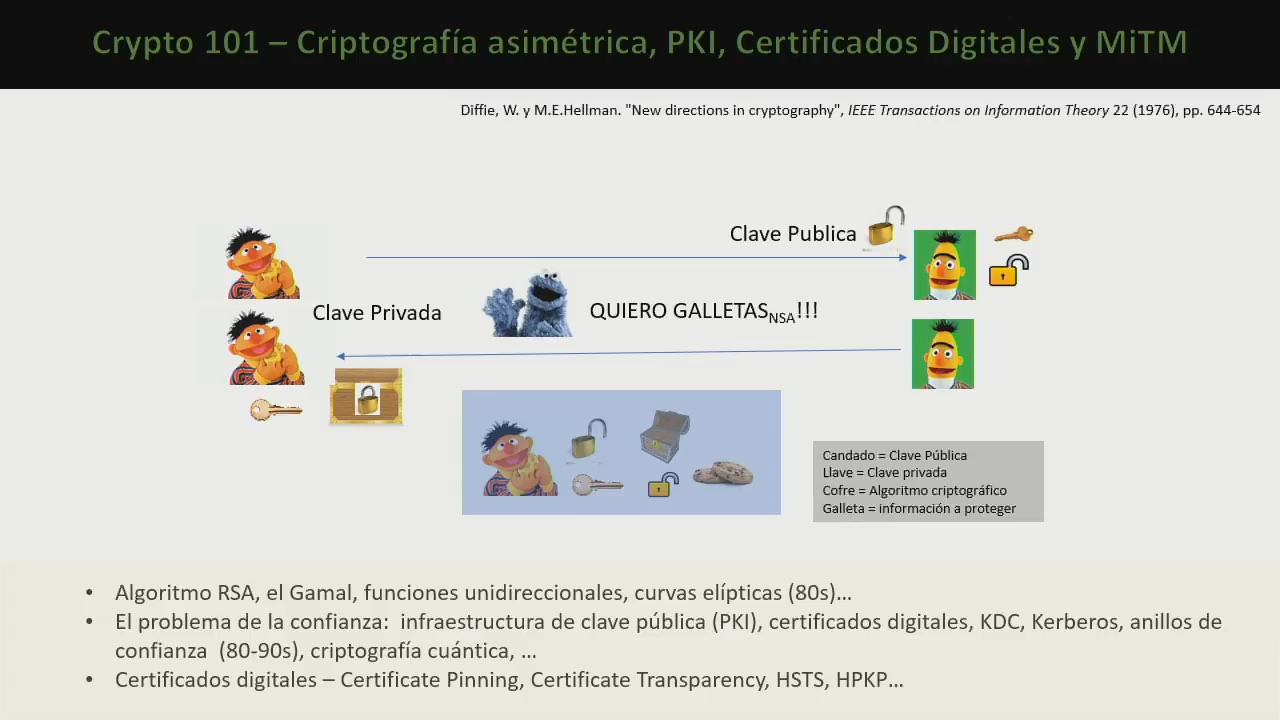 Crypto 101 – Criptografía asimétrica, PKI, Certificados Digitales y MiTM
Diffie, W. y M.E.Hellman. "New directions in cryptography", IEEE Transactions on Information Theory 22 (1976), pp. 644-654
Clave Publica
Clave Privada
QUIERO GALLETAS NSA!!!
Candado = Clave Pública
Llave = Clave privada
Cofre = Algoritmo criptográfico
Galleta = información a proteger
• Algoritmo RSA, el Gamal, funciones unidireccionales, curvas elípticas (80s)…
• El problema de la confianza: infraestructura de clave pública (PKI), certificados digitales, KDC, Kerberos, anillos de
confianza (80-90s), criptografía cuántica, …
• Certificados digitales – Certificate Pinning, Certificate Transparency, HSTS, HPKP…